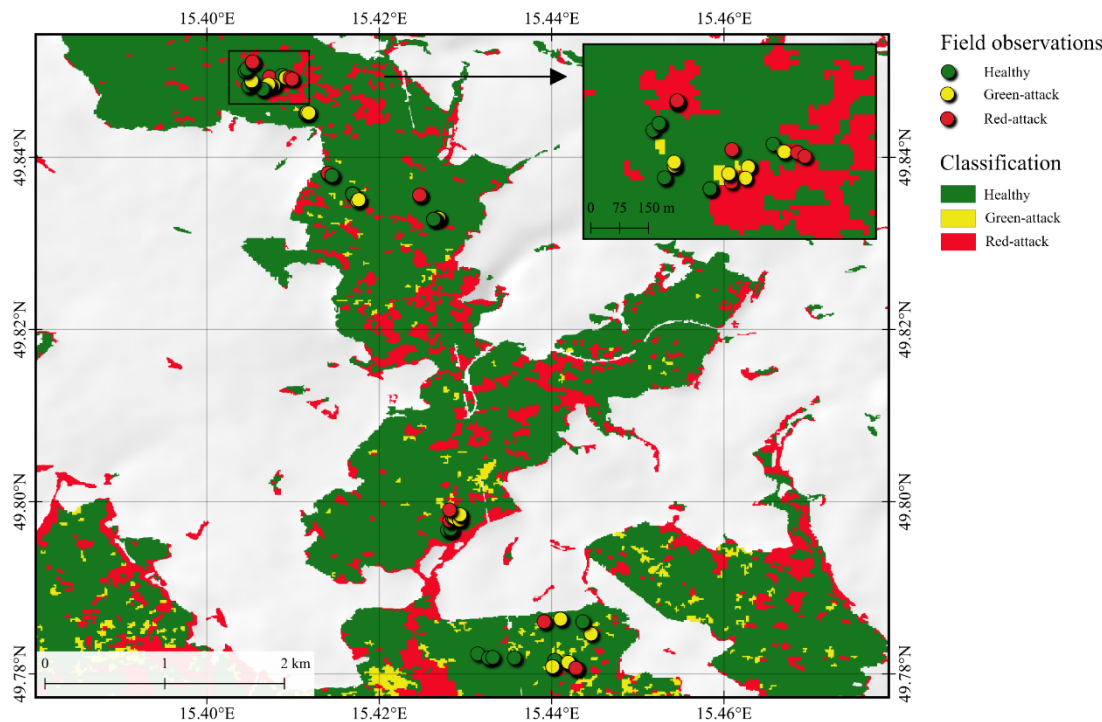 15.40°E 15.42°E 15.44°E 15.46°E
Field observations
Healthy
Green-attack
Red-attack
Classification
Healthy
Green-attack
Red-attack
0 75 150 m
49.84°N 49.84°N
49.82°N 49.82°N
49.80°N 49.80°N
49.78°N 49.78°N
0 1 2 km
15.40°E 15.42°E 15.44°E 15.46°E